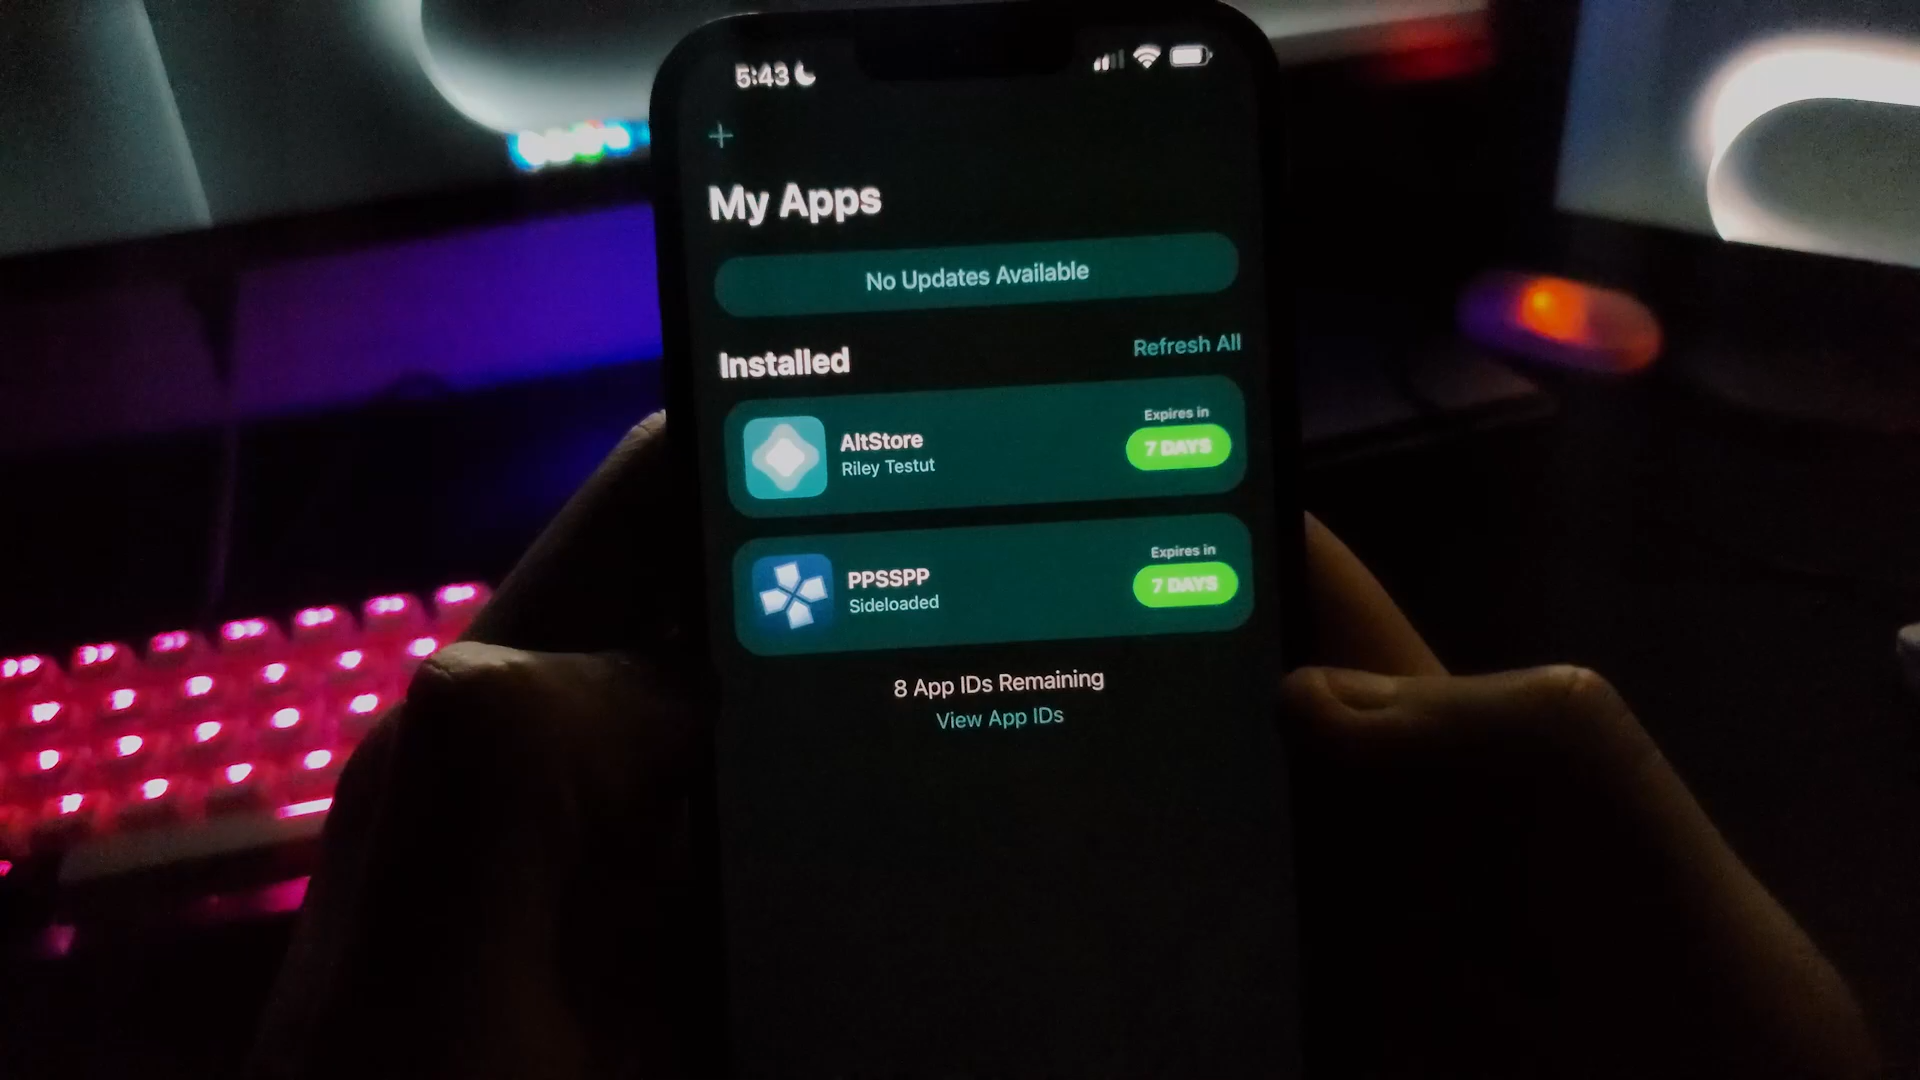 5:43
My Apps
No Updates Available
Installed
Refresh All
AltStore
Riley Testut
Expires in
7 DAYS
PPSSPP
Sideloaded
Expires in
7 DAYS
8 App IDs Remaining
View App IDs